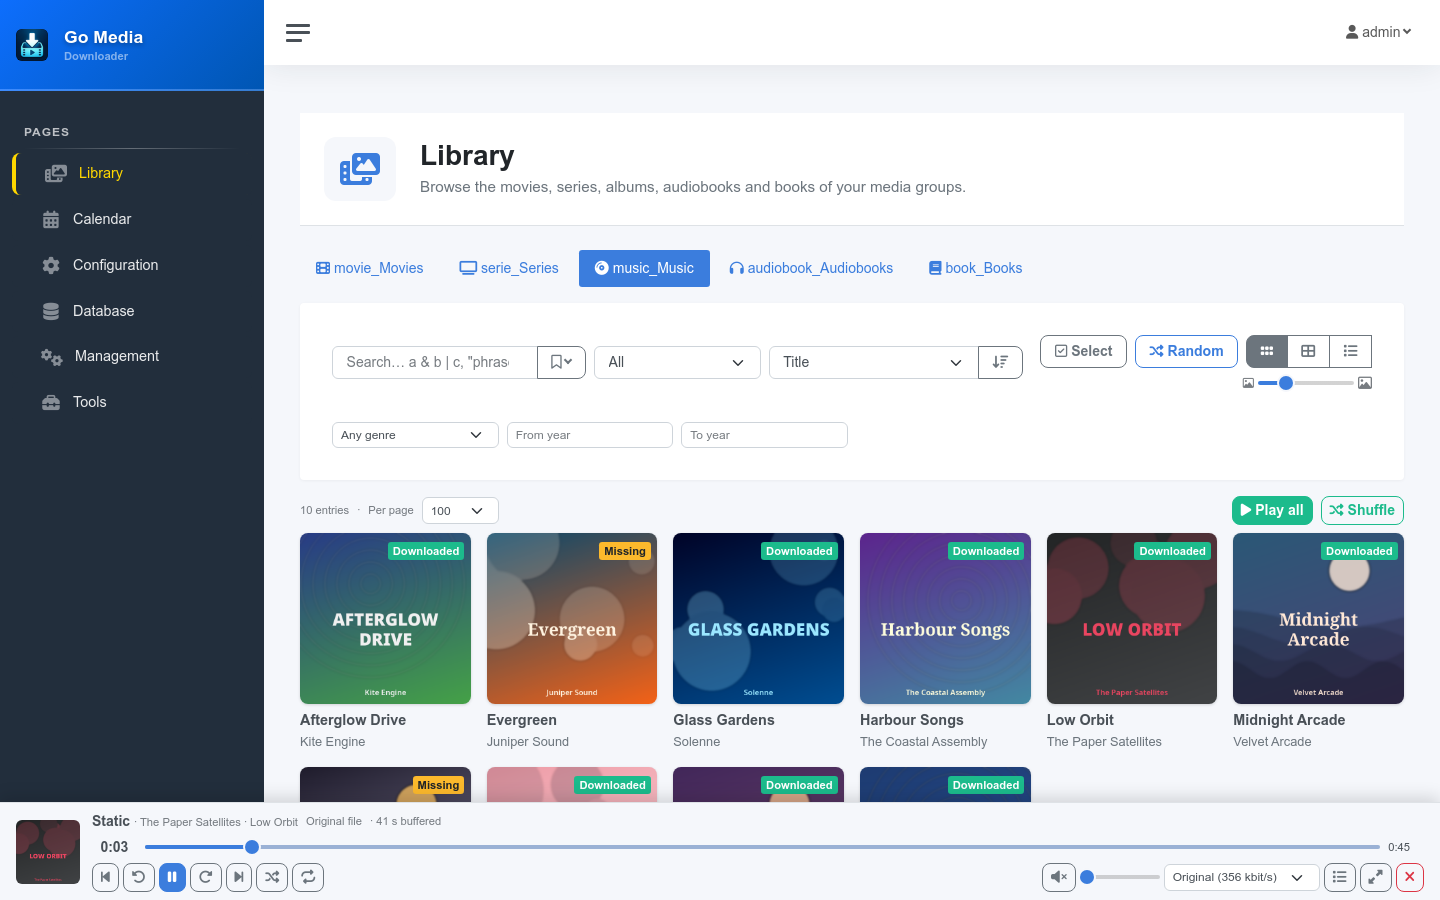 Go Media
Downloader
admin
PAGES
Library
Calendar
Configuration
Database
Management
Tools
Library
Browse the movies, series, albums, audiobooks and books of your media groups.
movie_Movies
serie_Series
music_Music
audiobook_Audiobooks
book_Books
Search… a & b | c, "phras
All
Title
Select
Random
Any genre
From year
To year
10 entries · Per page
100
Play all
Shuffle
Downloaded
AFTERGLOW
DRIVE
Kite Engine
Afterglow Drive
Kite Engine
Missing
Evergreen
Juniper Sound
Evergreen
Juniper Sound
Downloaded
GLASS GARDENS
Solenne
Glass Gardens
Solenne
Downloaded
Harbour Songs
The Coastal Assembly
Harbour Songs
The Coastal Assembly
Downloaded
LOW ORBIT
The Paper Satellites
Low Orbit
The Paper Satellites
Downloaded
Midnight
Arcade
Velvet Arcade
Midnight Arcade
Velvet Arcade
Missing
Downloaded
Downloaded
Downloaded
LOW ORBIT
Static · The Paper Satellites · Low Orbit Original file · 41 s buffered
0:03
0:45
Original (356 kbit/s)